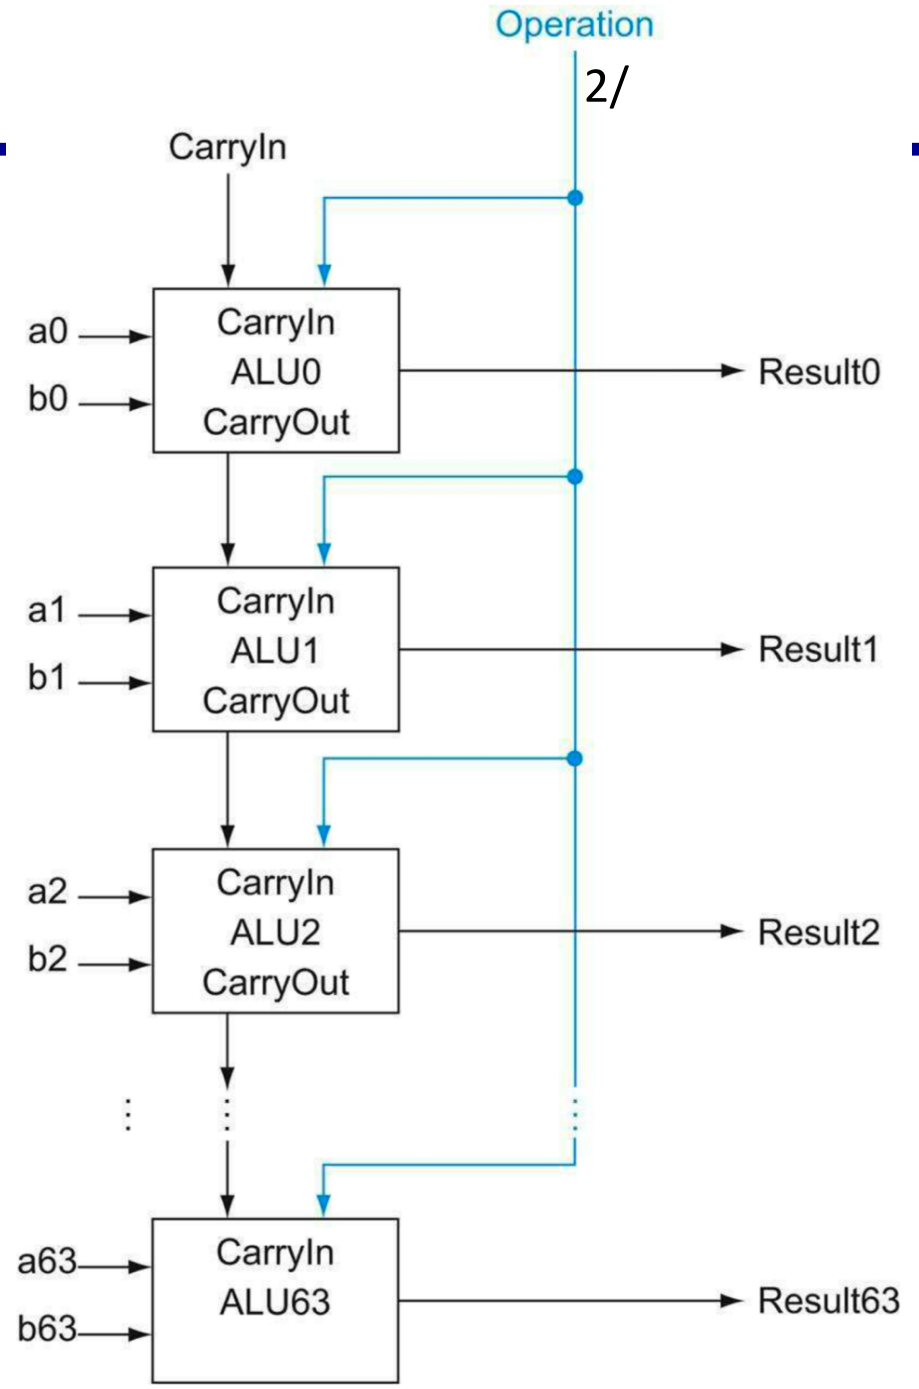 Operation
2/
CarryIn
CarryIn
a0
ALU0
Result0
b0
CarryOut
CarryIn
a1
ALU1
Result1
b1
CarryOut
CarryIn
a2
ALU2
Result2
b2
CarryOut
CarryIn
a63
ALU63
Result63
b63